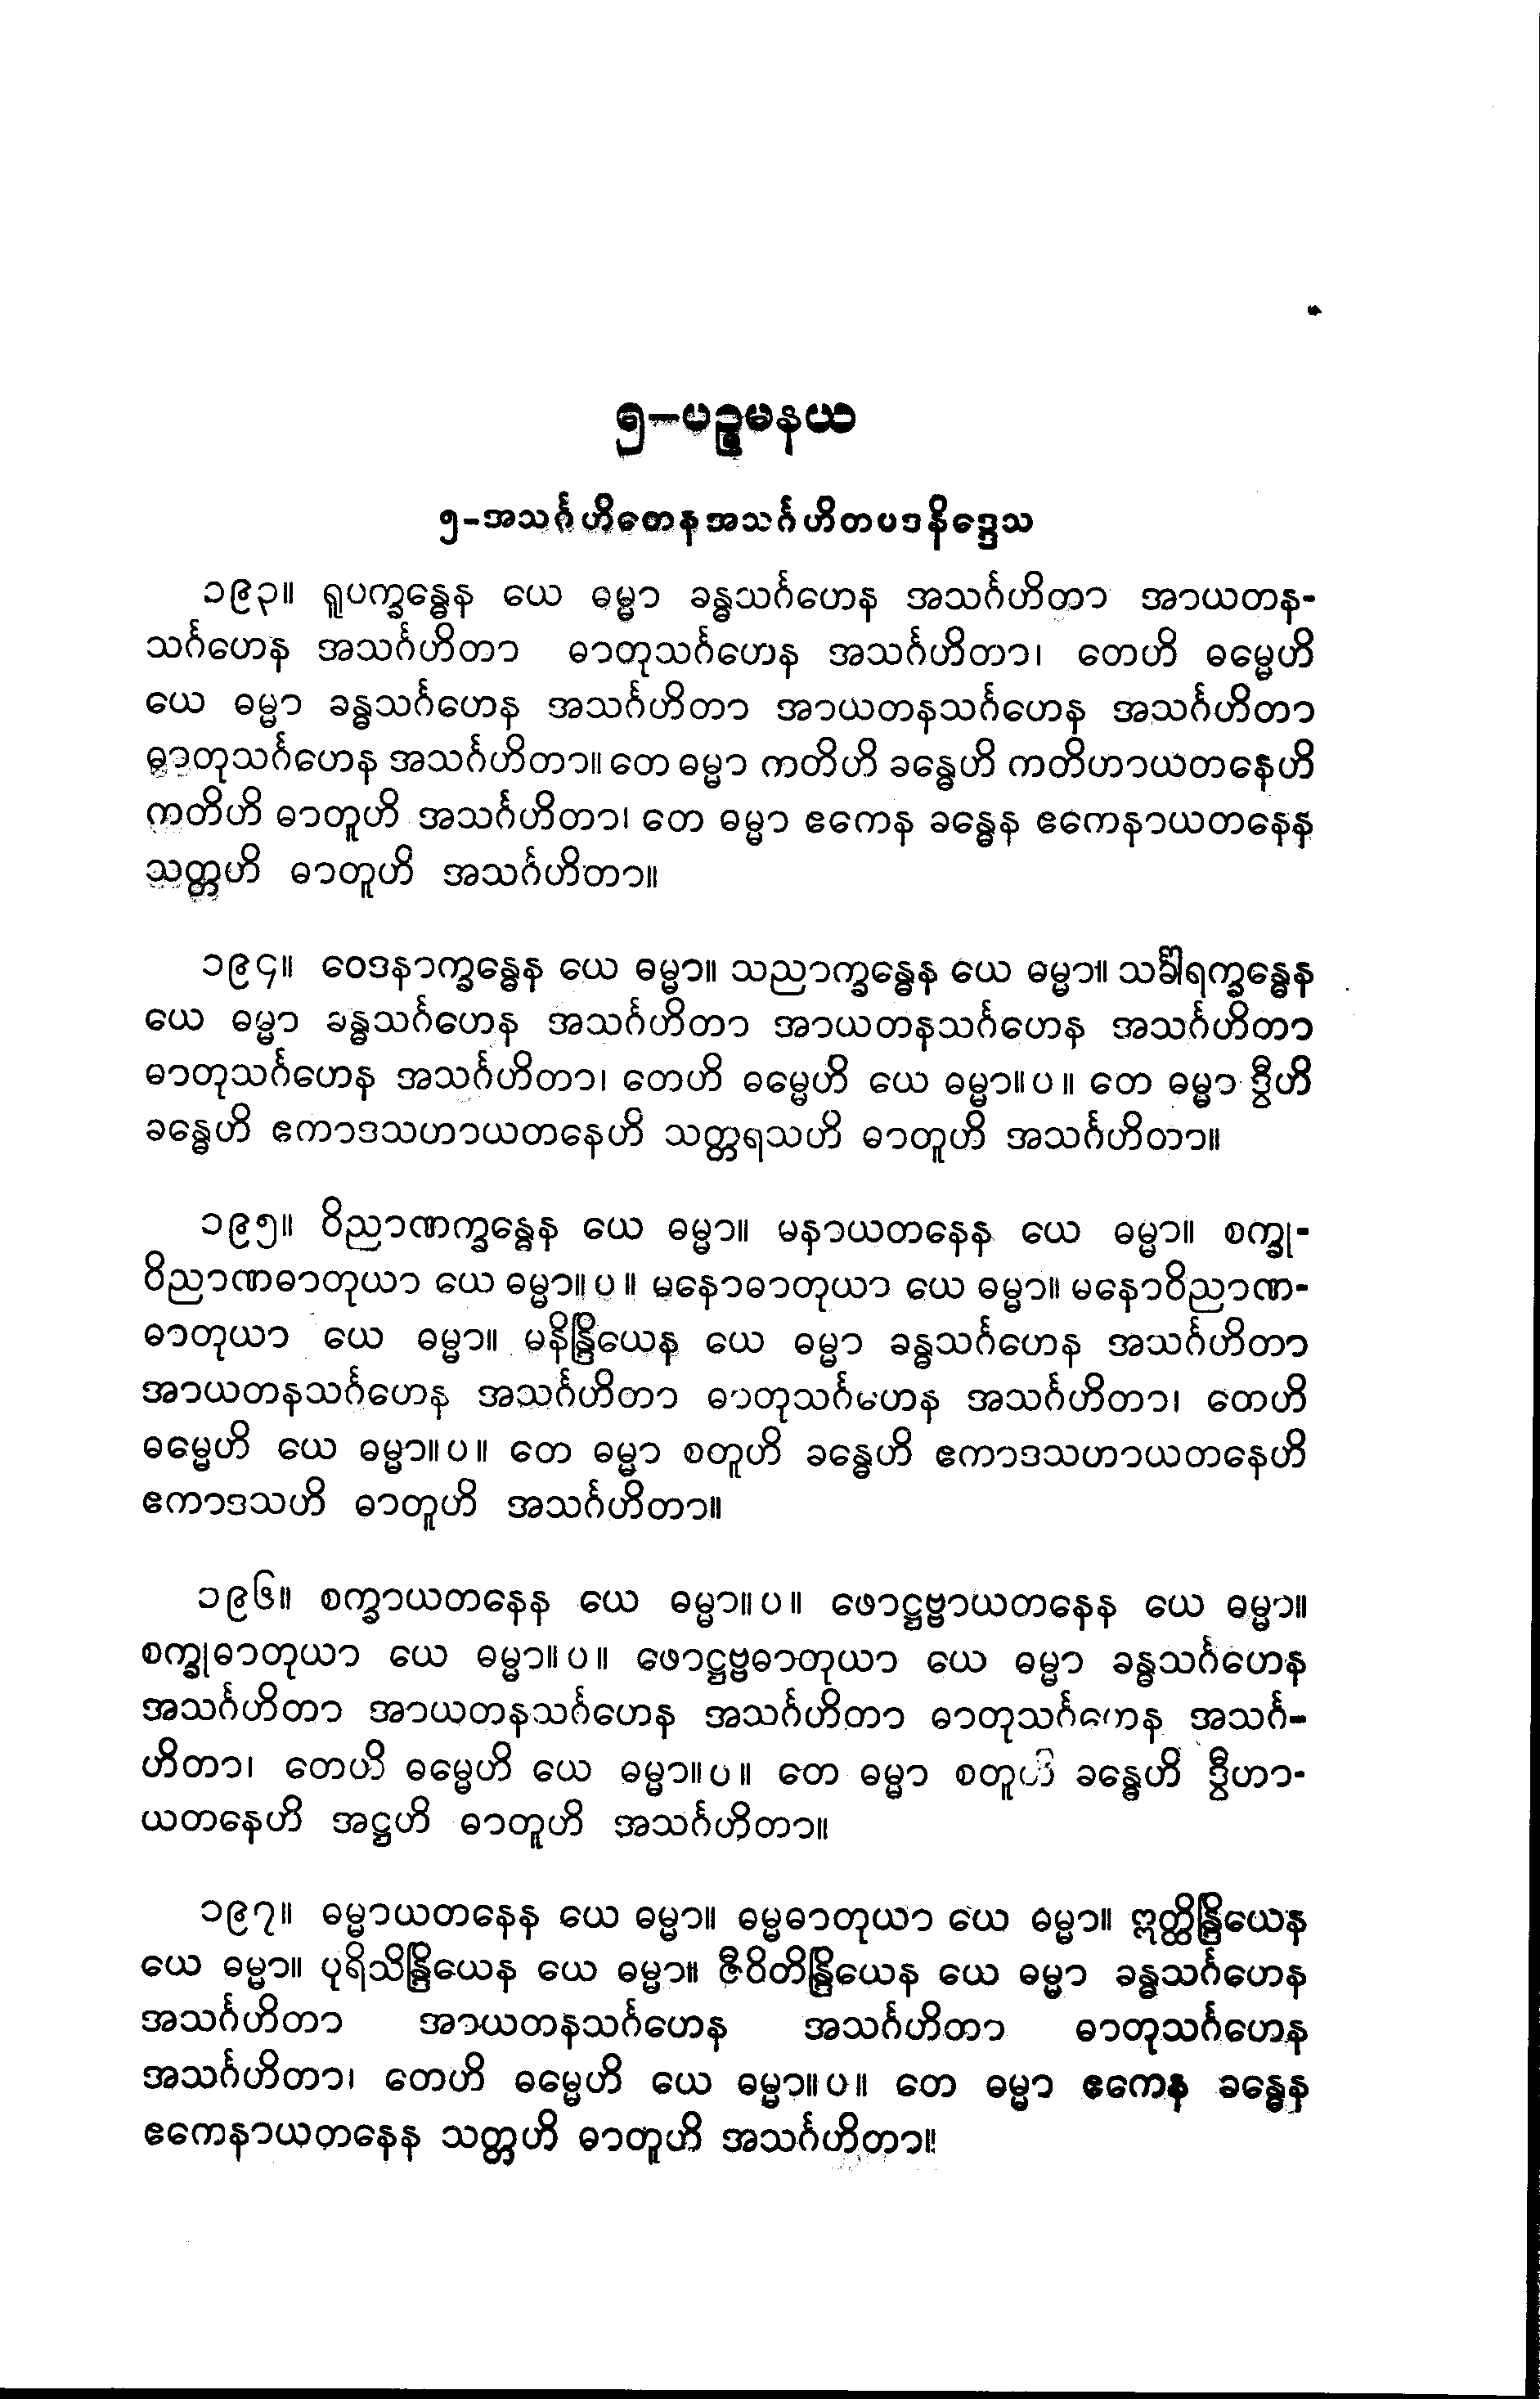 ၅-ပဉ္စမနယ
၅-အသင်္ဂဟိတေနအသင်္ဂဟိတပဒနိဒ္ဒေသ
၁၉၃။ ရူပက္ခန္ဓေန ယေ ဓမ္မာ ခန္ဓသင်္ဂဟေန အသင်္ဂဟိတာ အာယတန-
သင်္ဂဟေန အသင်္ဂဟိတာ ဓာတုသင်္ဂဟေန အသင်္ဂဟိတာ၊ တေဟိ ဓမ္မေဟိ
ယေ ဓမ္မာ ခန္ဓသင်္ဂဟေန အသင်္ဂဟိတာ အာယတနသင်္ဂဟေန အသင်္ဂဟိတာ
ဓာတုသင်္ဂဟေန အသင်္ဂဟိတာ။ တေ ဓမ္မာ ကတိဟိ ခန္ဓေဟိ ကတိဟာယတနေဟိ
ကတိဟိ ဓာတူဟိ အသင်္ဂဟိတာ၊ တေ ဓမ္မာ ဧကေန ခန္ဓေန ဧကေနာယတနေန
သတ္တဟိ ဓာတူဟိ အသင်္ဂဟိတာ။
၁၉၄။ ဝေဒနာက္ခန္ဓေန ယေ ဓမ္မာ။ သညာက္ခန္ဓေန ယေ ဓမ္မာ။ သင်္ခါရက္ခန္ဓေန
ယေ ဓမ္မာ ခန္ဓသင်္ဂဟေန အသင်္ဂဟိတာ အာယတနသင်္ဂဟေန အသင်္ဂဟိတာ
ဓာတုသင်္ဂဟေန အသင်္ဂဟိတာ၊ တေဟိ ဓမ္မေဟိ ယေ ဓမ္မာ။ ပ ။ တေ ဓမ္မာ ဒွီဟိ
ခန္ဓေဟိ ဧကာဒသဟာယတနေဟိ သတ္တရသဟိ ဓာတူဟိ အသင်္ဂဟိတာ။
၁၉၅။ ဝိညာဏက္ခန္ဓေန ယေ ဓမ္မာ။ မနာယတနေန ယေ ဓမ္မာ။ စက္ခု-
ဝိညာဏဓာတုယာ ယေ ဓမ္မာ။ ပ ။ မနောဓာတုယာ ယေ ဓမ္မာ။ မနောဝိညာဏ-
ဓာတုယာ ယေ ဓမ္မာ။ မနိန္ဒြိယေန ယေ ဓမ္မာ ခန္ဓသင်္ဂဟေန အသင်္ဂဟိတာ
အာယတနသင်္ဂဟေန အသင်္ဂဟိတာ ဓာတုသင်္ဂဟေန အသင်္ဂဟိတာ၊ တေဟိ
ဓမ္မေဟိ ယေ ဓမ္မာ။ ပ ။ တေ ဓမ္မာ စတူဟိ ခန္ဓေဟိ ဧကာဒသဟာယတနေဟိ
ဧကာဒသဟိ ဓာတူဟိ အသင်္ဂဟိတာ။
၁၉၆။ စက္ခာယတနေန ယေ ဓမ္မာ။ ပ ။ ဖောဋ္ဌဗ္ဗာယတနေန ယေ ဓမ္မာ။
စက္ခုဓာတုယာ ယေ ဓမ္မာ။ ပ ။ ဖောဋ္ဌဗ္ဗဓာတုယာ ယေ ဓမ္မာ ခန္ဓသင်္ဂဟေန
အသင်္ဂဟိတာ အာယတနသင်္ဂဟေန အသင်္ဂဟိတာ ဓာတုသင်္ဂဟေန အသင်္ဂ-
ဟိတာ၊ တေဟိ ဓမ္မေဟိ ယေ ဓမ္မာ။ ပ ။ တေ ဓမ္မာ စတူဟိ ခန္ဓေဟိ ဒွီဟာ-
ယတနေဟိ အဋ္ဌဟိ ဓာတူဟိ အသင်္ဂဟိတာ။
၁၉၇။ ဓမ္မာယတနေန ယေ ဓမ္မာ။ ဓမ္မဓာတုယာ ယေ ဓမ္မာ။ ဣတ္ထိန္ဒြိယေန
ယေ ဓမ္မာ။ ပုရိသိန္ဒြိယေန ယေ ဓမ္မာ။ ဇီဝိတိန္ဒြိယေန ယေ ဓမ္မာ ခန္ဓသင်္ဂဟေန
အသင်္ဂဟိတာ အာယတနသင်္ဂဟေန အသင်္ဂဟိတာ ဓာတုသင်္ဂဟေန
အသင်္ဂဟိတာ၊ တေဟိ ဓမ္မေဟိ ယေ ဓမ္မာ။ ပ ။ တေ ဓမ္မာ ဧကေန ခန္ဓေန
ဧကေနာယတနေန သတ္တဟိ ဓာတူဟိ အသင်္ဂဟိတာ။